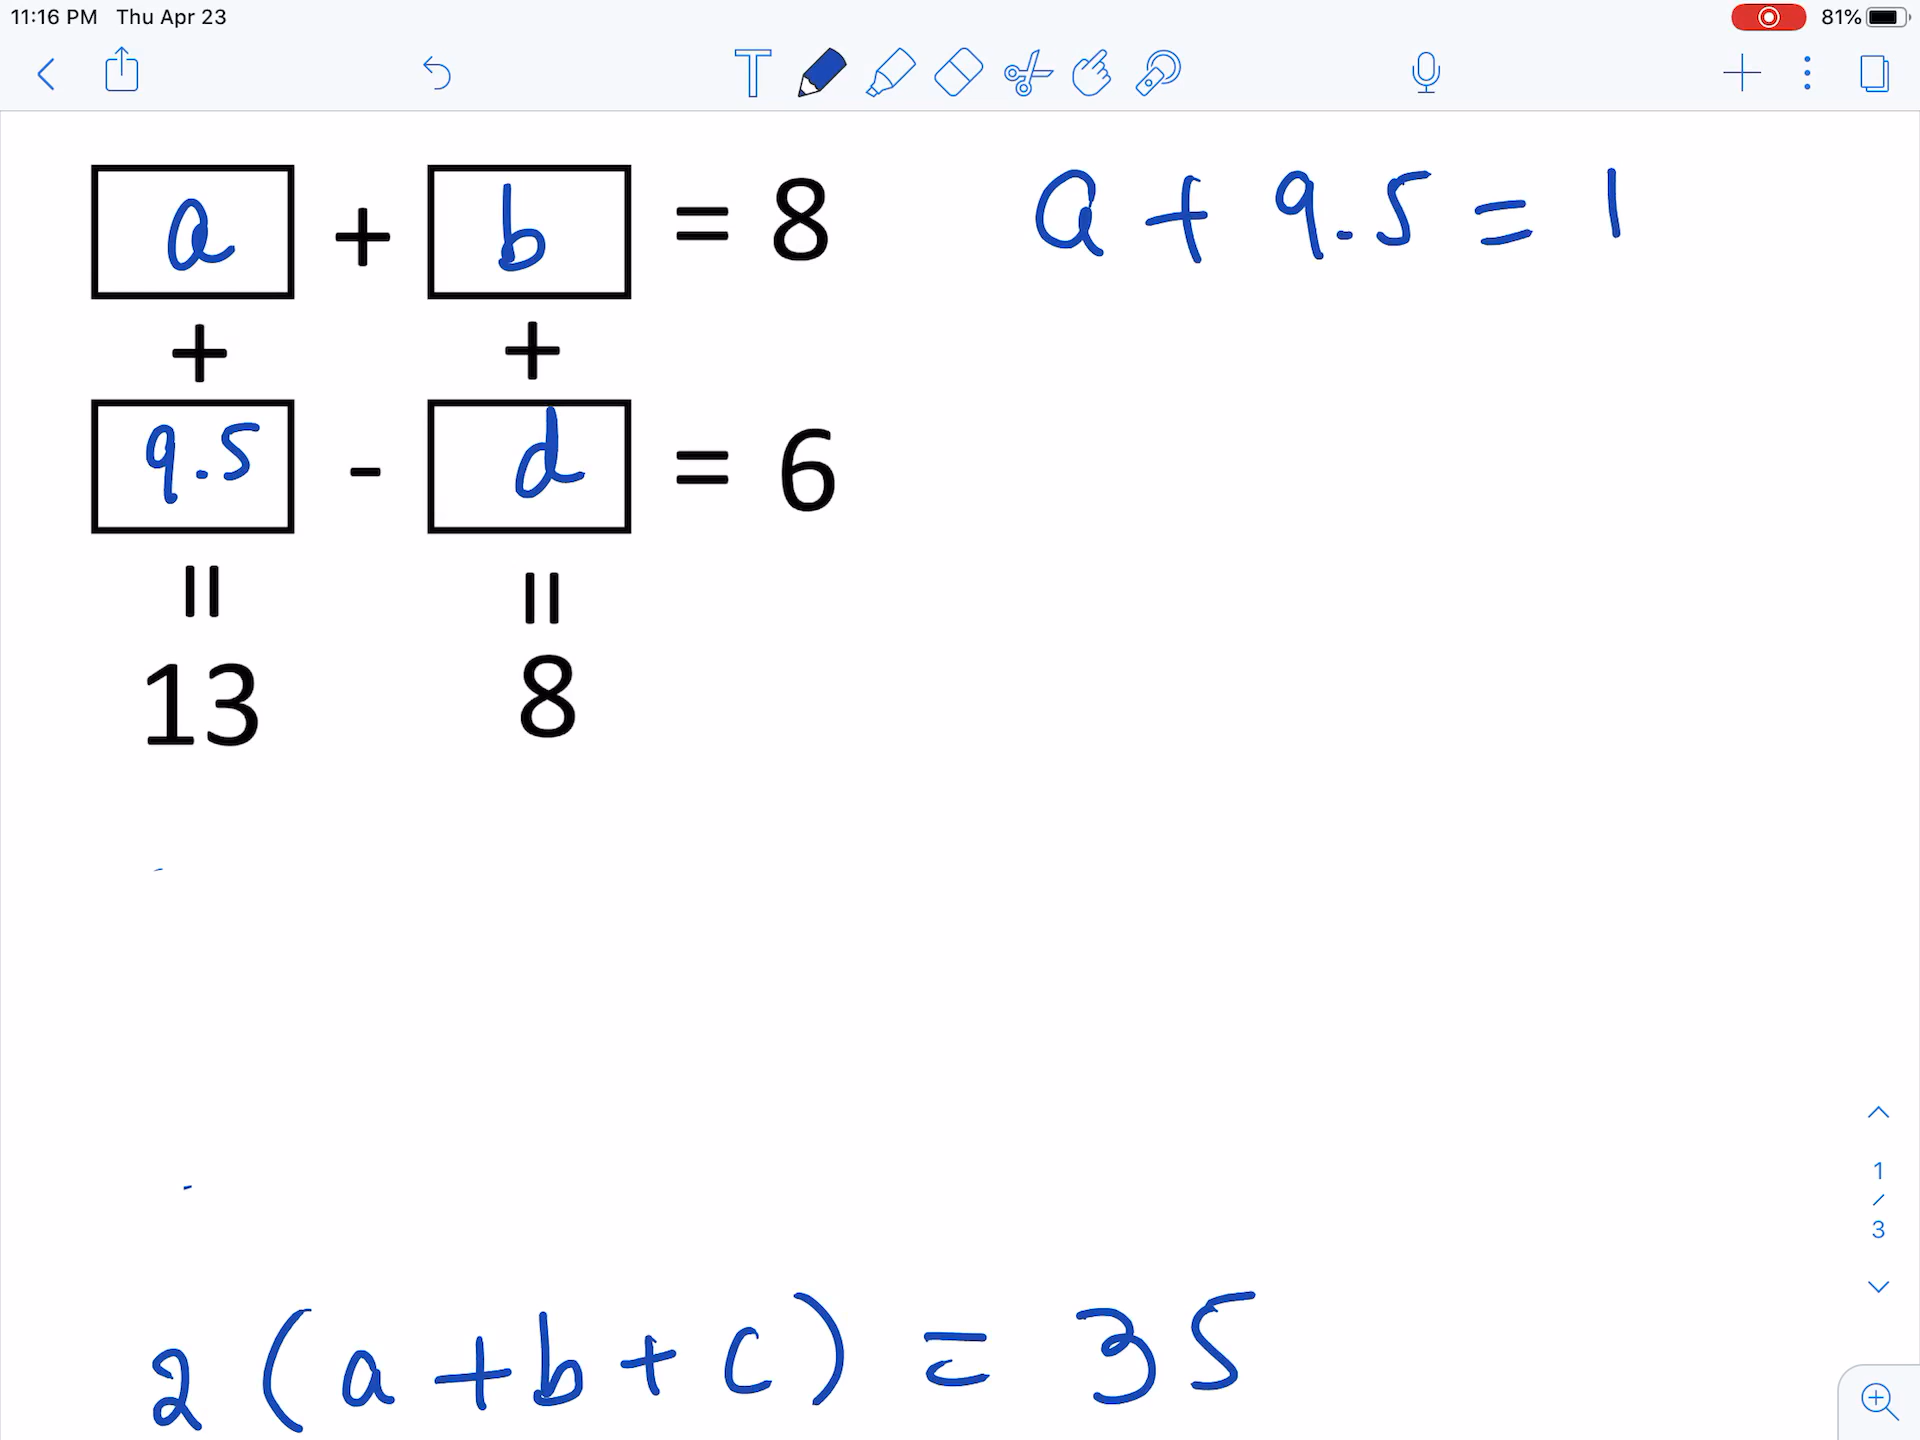 11:16 PM Thu Apr 23 81%
T
a + b = 8 a + 9.5 = 1
+ +
9.5 - d = 6
= =
13 8
1
/
3
2 (a + b + c) = 35